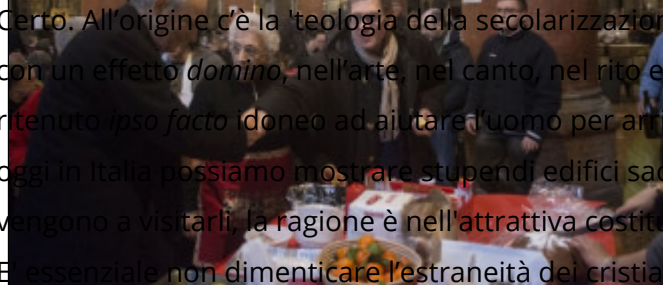 Certo. All'origine c'è la 'teologia della secolarizzazion
con un effetto domino, nell'arte, nel canto, nel rito e
ritenuto ipso facto idoneo ad aiutare l'uomo per arri
oggi in Italia possiamo mostrare stupendi edifici sac
vengono a visitarli, la ragione è nell'attrattiva costit
E' essenziale non dimenticare l'estraneità dei cristia